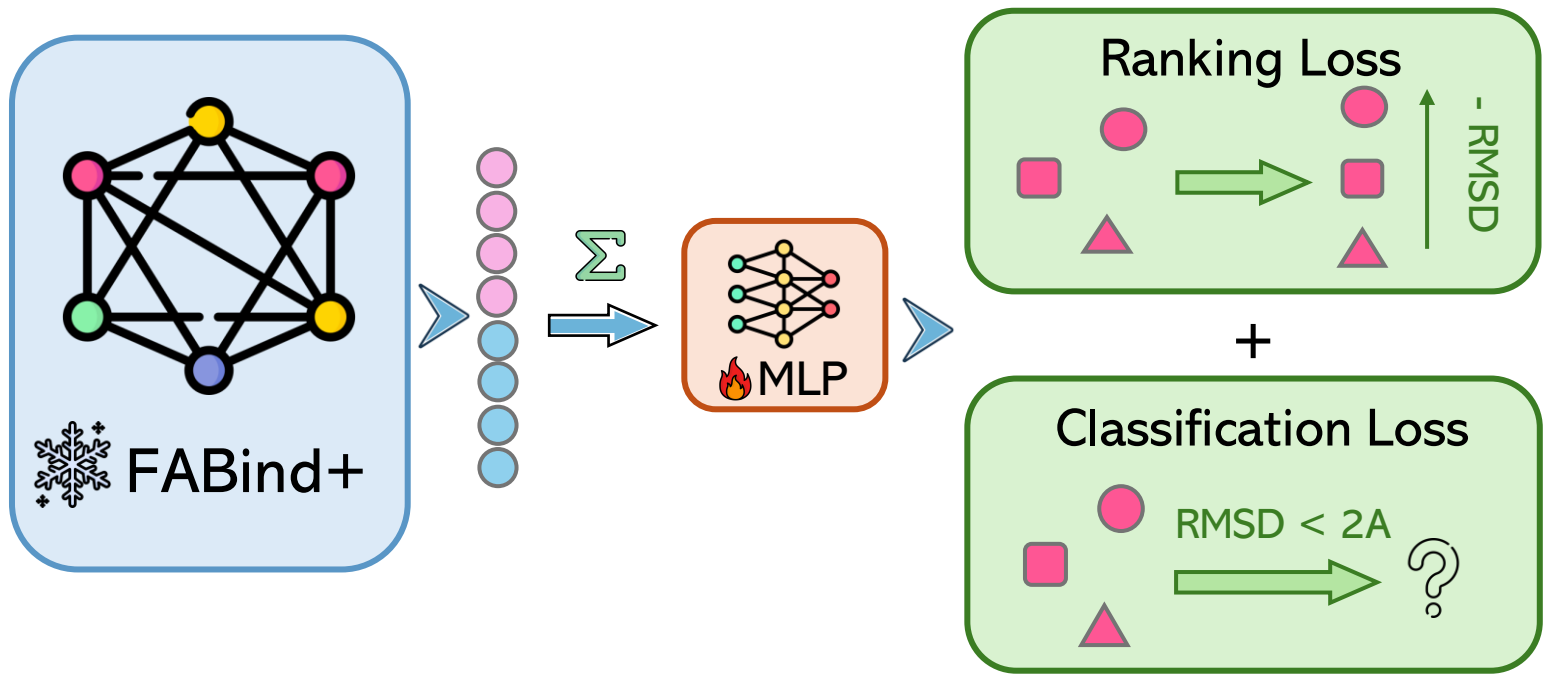 FABind+
Σ
MLP
Ranking Loss
- RMSD
+
Classification Loss
RMSD < 2A
?